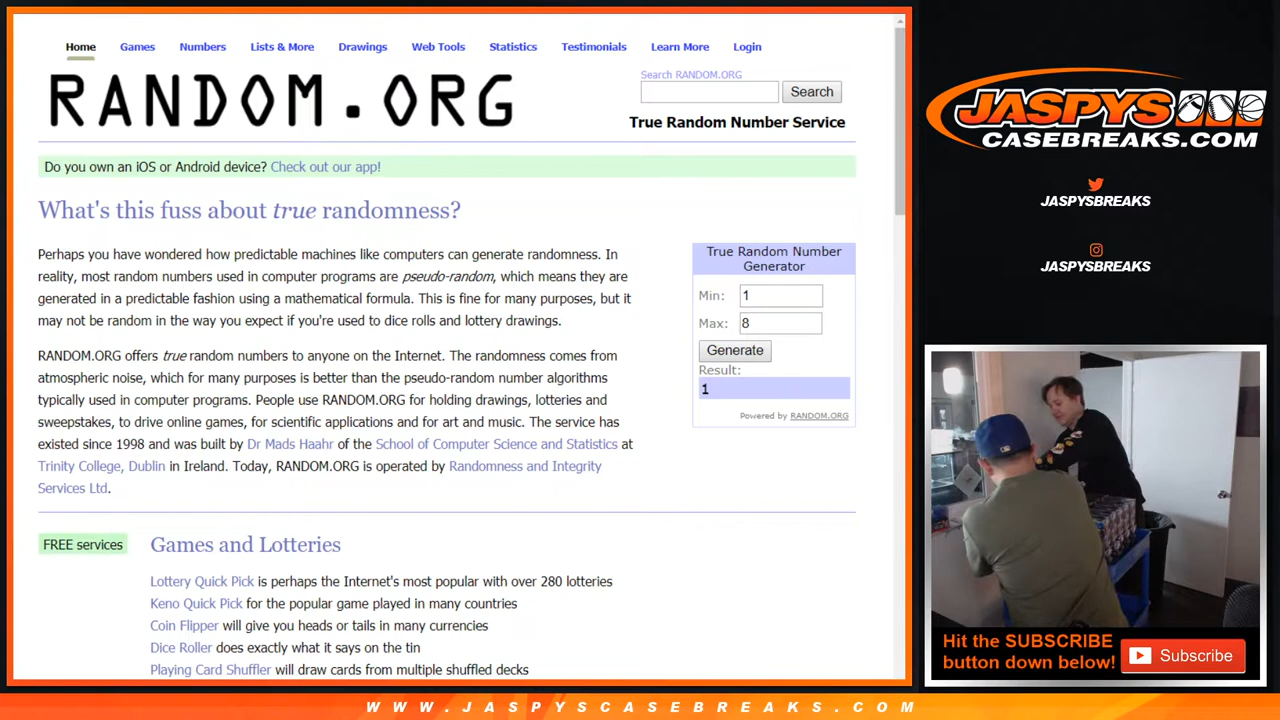 Home Games Numbers Lists & More Drawings Web Tools Statistics Testimonials Learn More Login
RANDOM.ORG
Search RANDOM.ORG
Search
True Random Number Service
Do you own an iOS or Android device? Check out our app!
What's this fuss about true randomness?
Perhaps you have wondered how predictable machines like computers can generate randomness. In
reality, most random numbers used in computer programs are pseudo-random, which means they are
generated in a predictable fashion using a mathematical formula. This is fine for many purposes, but it
may not be random in the way you expect if you're used to dice rolls and lottery drawings.
RANDOM.ORG offers true random numbers to anyone on the Internet. The randomness comes from
atmospheric noise, which for many purposes is better than the pseudo-random number algorithms
typically used in computer programs. People use RANDOM.ORG for holding drawings, lotteries and
sweepstakes, to drive online games, for scientific applications and for art and music. The service has
existed since 1998 and was built by Dr Mads Haahr of the School of Computer Science and Statistics at
Trinity College, Dublin in Ireland. Today, RANDOM.ORG is operated by Randomness and Integrity
Services Ltd.
True Random Number
Generator
Min: 1
Max: 8
Generate
Result:
1
Powered by RANDOM.ORG
FREE services
Games and Lotteries
Lottery Quick Pick is perhaps the Internet's most popular with over 280 lotteries
Keno Quick Pick for the popular game played in many countries
Coin Flipper will give you heads or tails in many currencies
Dice Roller does exactly what it says on the tin
Playing Card Shuffler will draw cards from multiple shuffled decks
JASPYS
CASEBREAKS.COM
JASPYSBREAKS
JASPYSBREAKS
Hit the SUBSCRIBE
button down below!
Subscribe
WWW.JASPYSCASEBREAKS.COM